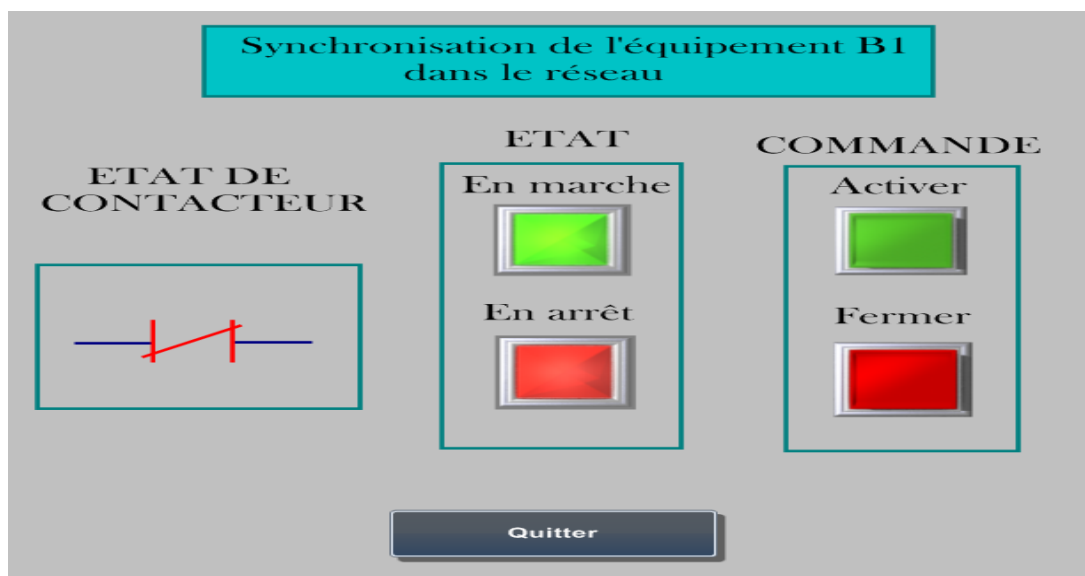 Synchronisation de l'équipement B1
dans le réseau
ETAT DE
CONTACTEUR
ETAT
En marche
En arrêt
COMMANDE
Activer
Fermer
Quitter